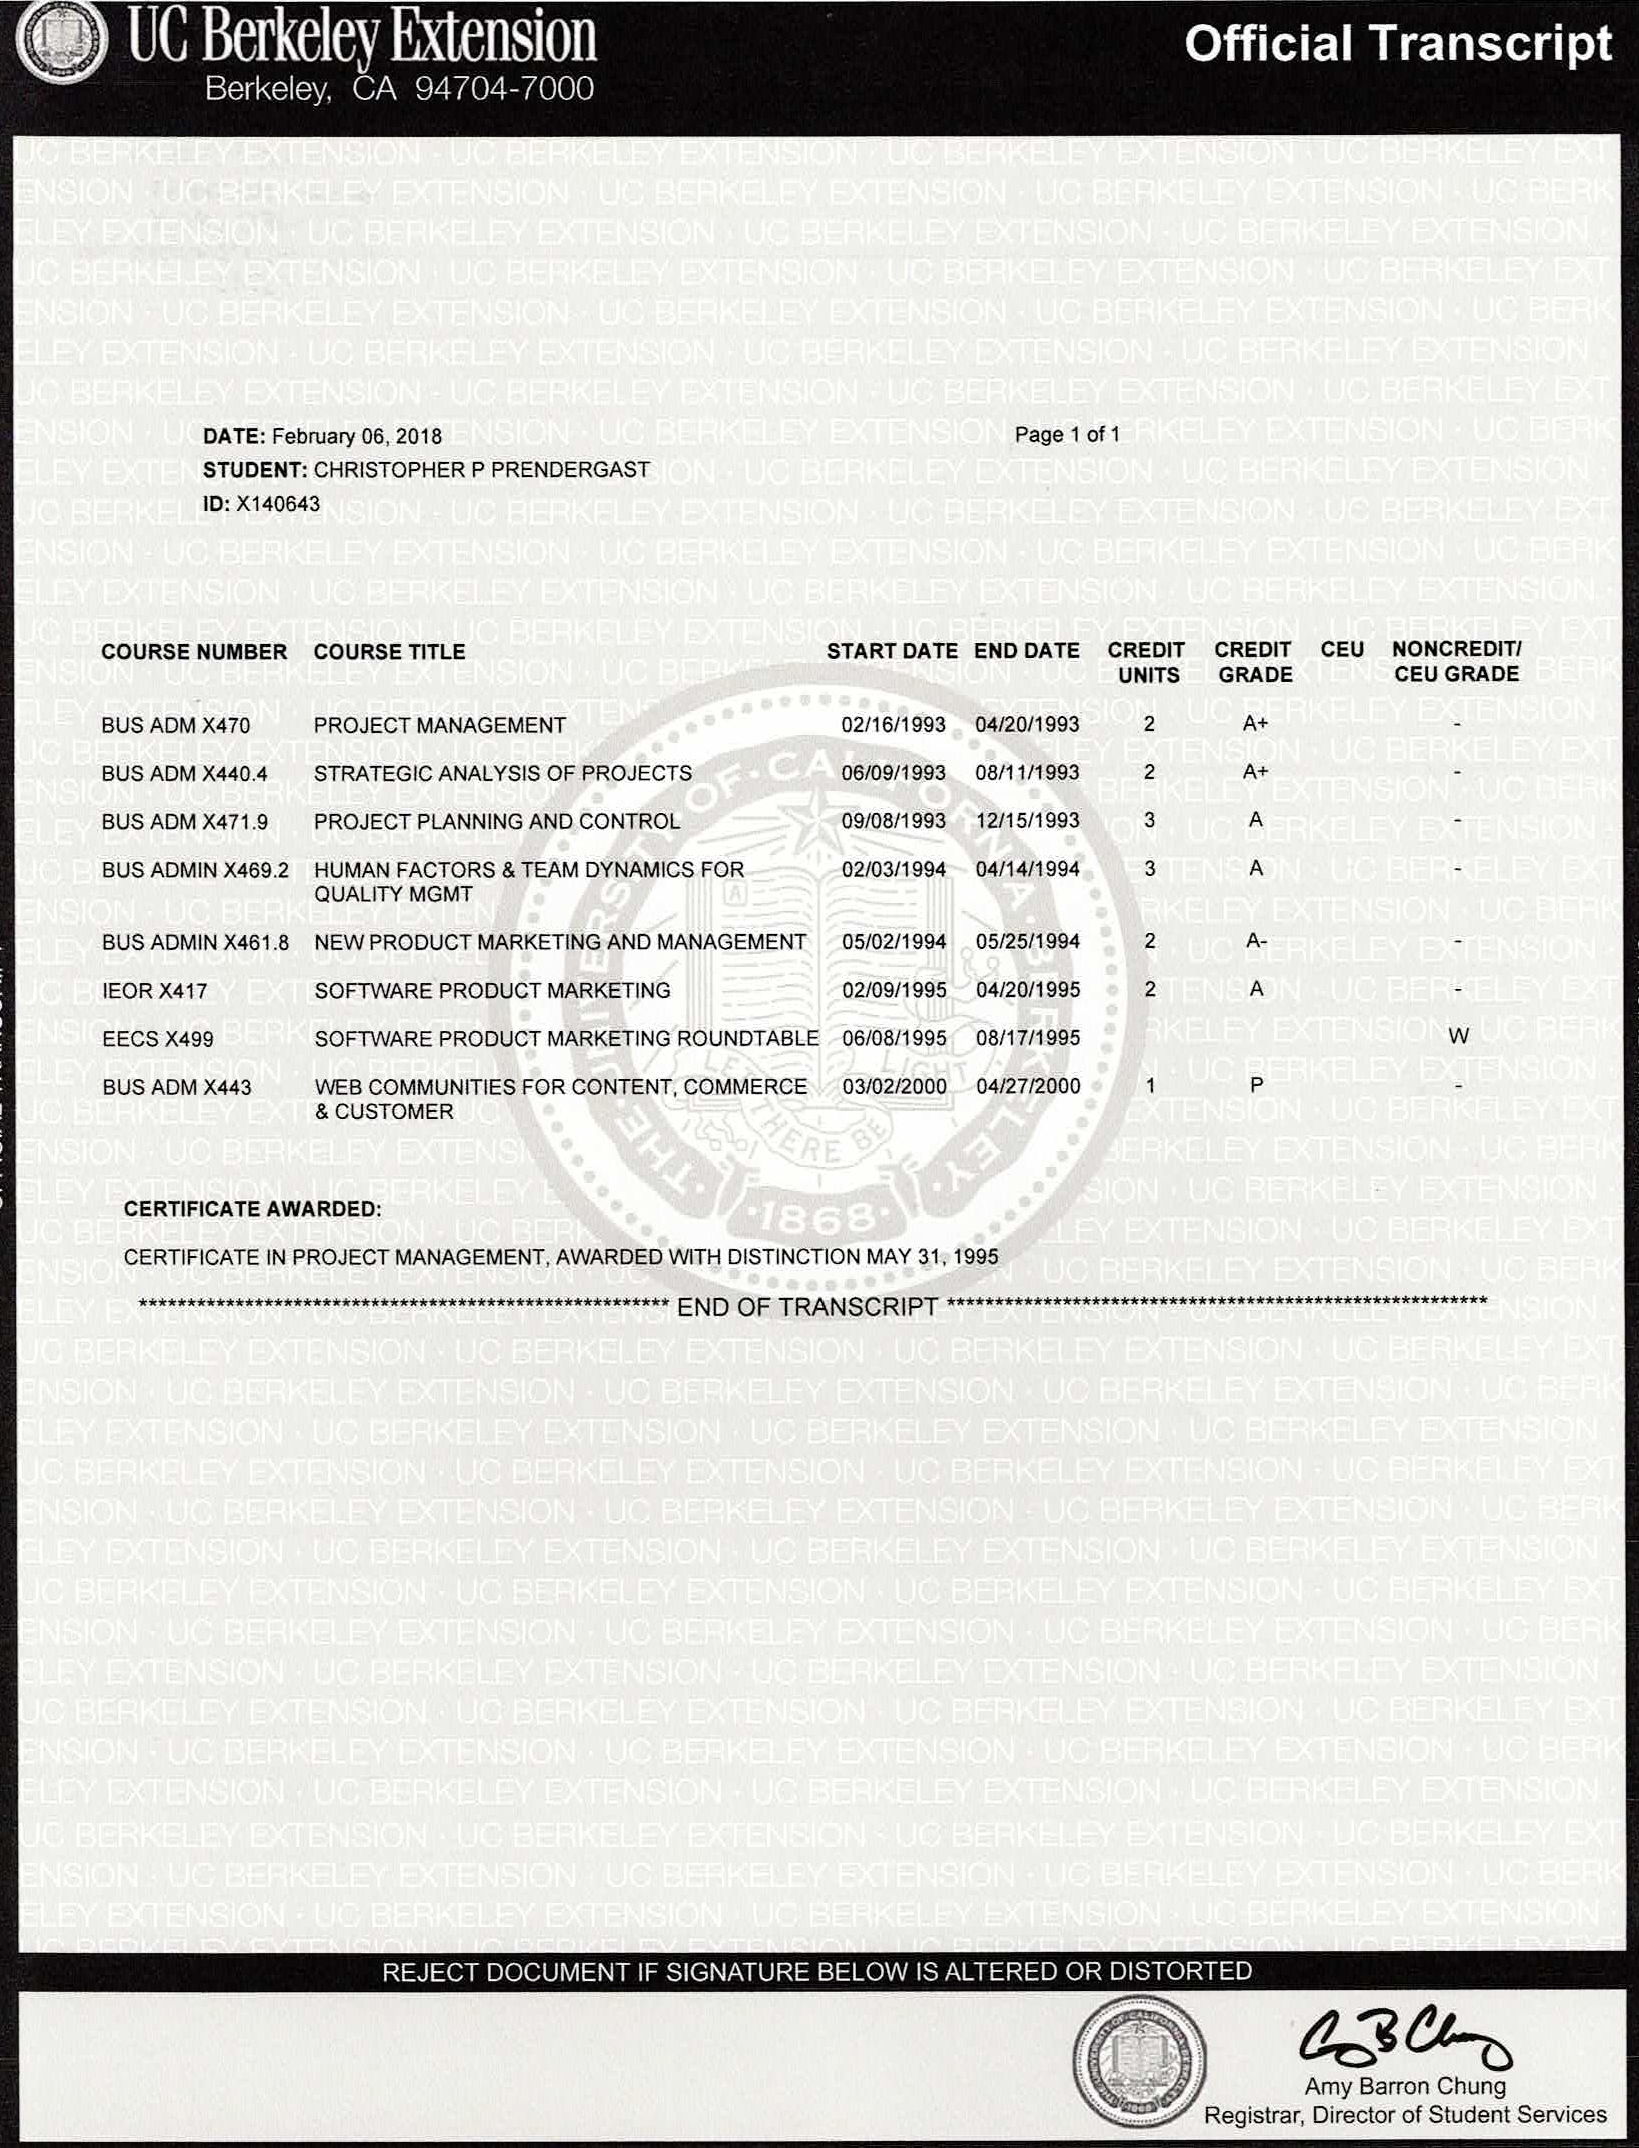 UC Berkeley Extension
Berkeley, CA 94704-7000
Official Transcript
DATE: February 06, 2018
Page 1 of 1
STUDENT: CHRISTOPHER P PRENDERGAST
ID: X140643
COURSE NUMBER COURSE TITLE START DATE END DATE CREDIT UNITS CREDIT GRADE CEU NONCREDIT/ CEU GRADE
BUS ADM X470 PROJECT MANAGEMENT 02/16/1993 04/20/1993 2 A+ -
BUS ADM X440.4 STRATEGIC ANALYSIS OF PROJECTS 06/09/1993 08/11/1993 2 A+ -
BUS ADM X471.9 PROJECT PLANNING AND CONTROL 09/08/1993 12/15/1993 3 A -
BUS ADMIN X469.2 HUMAN FACTORS & TEAM DYNAMICS FOR 02/03/1994 04/14/1994 3 A -
QUALITY MGMT
BUS ADMIN X461.8 NEW PRODUCT MARKETING AND MANAGEMENT 05/02/1994 05/25/1994 2 A- -
IEOR X417 SOFTWARE PRODUCT MARKETING 02/09/1995 04/20/1995 2 A -
EECS X499 SOFTWARE PRODUCT MARKETING ROUNDTABLE 06/08/1995 08/17/1995 W
BUS ADM X443 WEB COMMUNITIES FOR CONTENT, COMMERCE 03/02/2000 04/27/2000 1 P -
& CUSTOMER
CERTIFICATE AWARDED:
CERTIFICATE IN PROJECT MANAGEMENT, AWARDED WITH DISTINCTION MAY 31, 1995
END OF TRANSCRIPT
REJECT DOCUMENT IF SIGNATURE BELOW IS ALTERED OR DISTORTED
Amy Barron Chung
Registrar, Director of Student Services